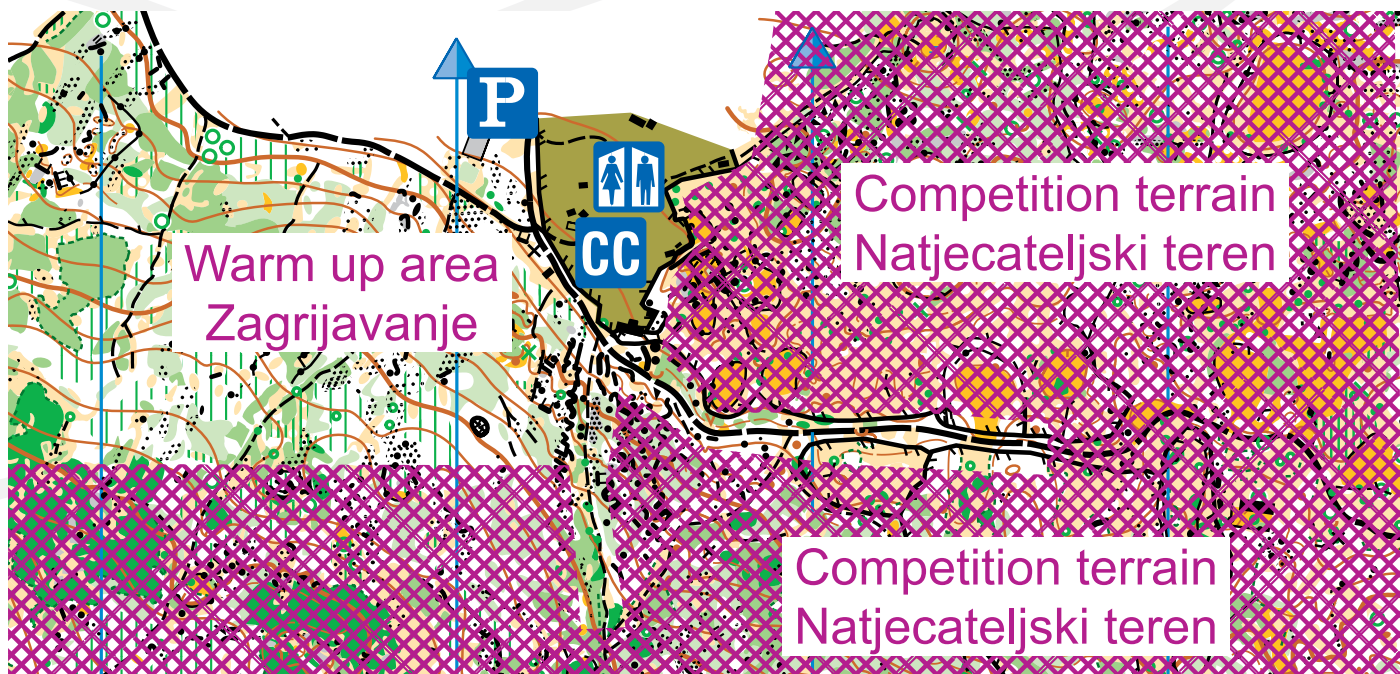 P
CC
Competition terrain
Natjecateljski teren
Warm up area
Zagrijavanje
Competition terrain
Natjecateljski teren